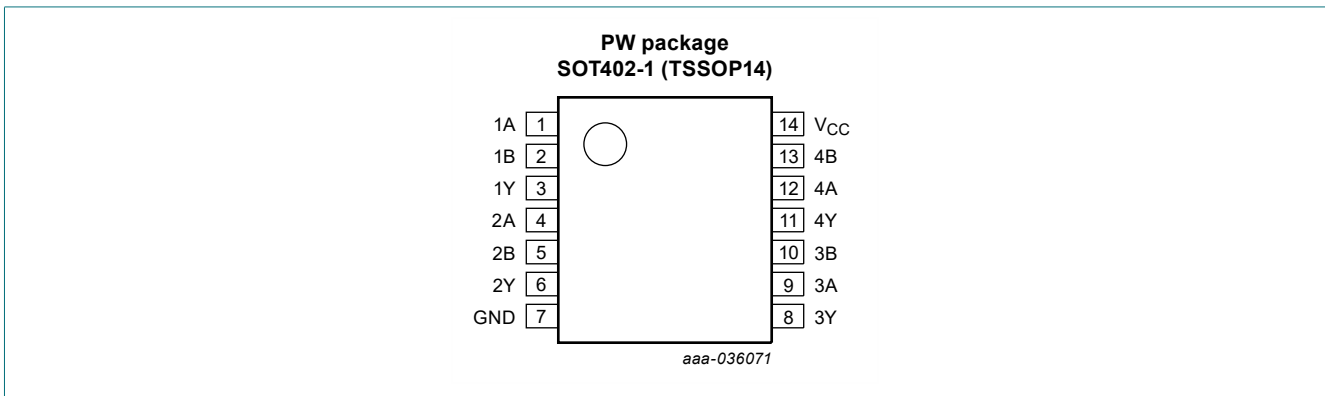 PW package
SOT402-1 (TSSOP14)
1A 1 14 VCC
1B 2 13 4B
1Y 3 12 4A
2A 4 11 4Y
2B 5 10 3B
2Y 6 9 3A
GND 7 8 3Y
aaa-036071